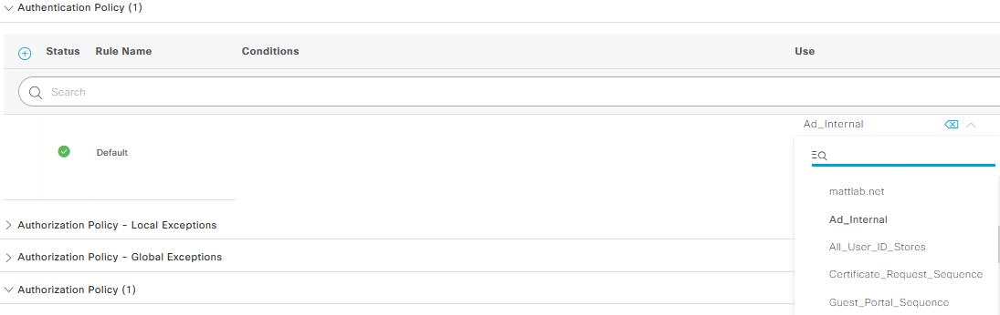 Authentication Policy (1)
Status Rule Name Conditions Use
Search
Ad_Internal
Default
mattlab.net
Ad_Internal
All_User_ID_Stores
Certificate_Request_Sequence
Guest_Portal_Sequence
Authorization Policy - Local Exceptions
Authorization Policy - Global Exceptions
Authorization Policy (1)